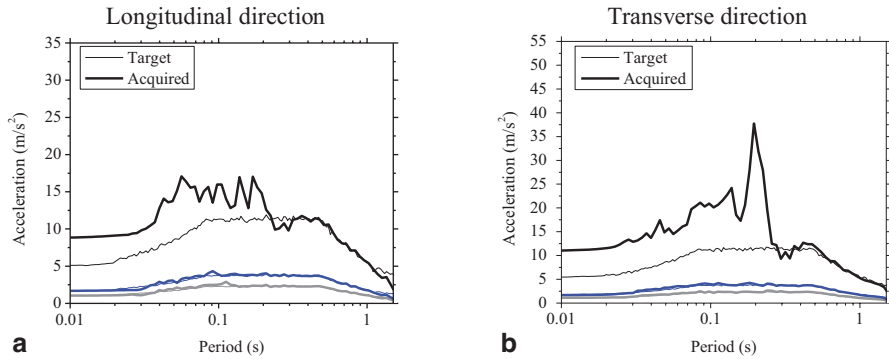 Longitudinal direction
35
30
25
20
15
10
5
0
Acceleration (m/s²)
Target
Acquired
0.01
0.1
1
Period (s)
a
Transverse direction
55
50
45
40
35
30
25
20
15
10
5
0
Acceleration (m/s²)
Target
Acquired
0.01
0.1
1
Period (s)
b